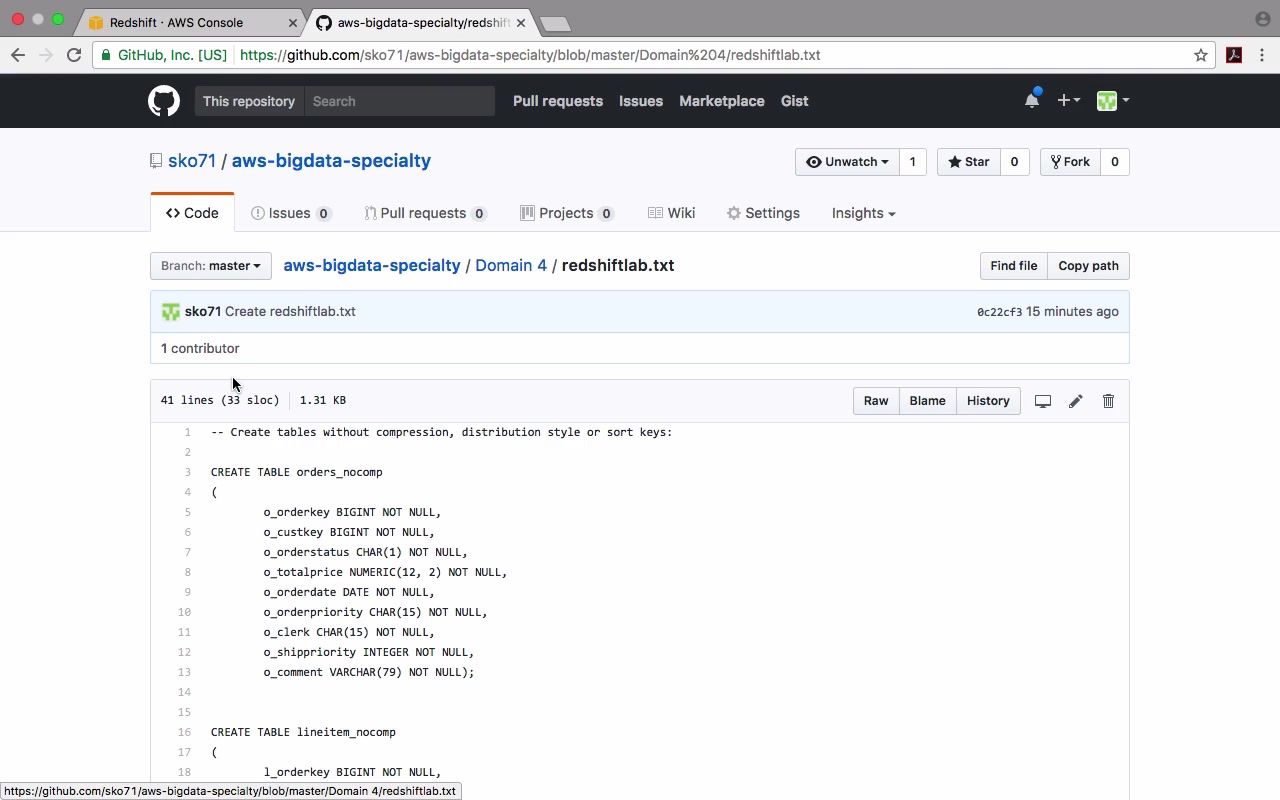 Redshift · AWS Console
aws-bigdata-specialty/redshift
GitHub, Inc. [US] https://github.com/sko71/aws-bigdata-specialty/blob/master/Domain%204/redshiftlab.txt
This repository Search Pull requests Issues Marketplace Gist
sko71 / aws-bigdata-specialty
Unwatch 1 Star 0 Fork 0
Code Issues 0 Pull requests 0 Projects 0 Wiki Settings Insights
Branch: master aws-bigdata-specialty / Domain 4 / redshiftlab.txt Find file Copy path
sko71 Create redshiftlab.txt 0c22cf3 15 minutes ago
1 contributor
41 lines (33 sloc) 1.31 KB Raw Blame History
1 -- Create tables without compression, distribution style or sort keys:
2
3 CREATE TABLE orders_nocomp
4 (
5 o_orderkey BIGINT NOT NULL,
6 o_custkey BIGINT NOT NULL,
7 o_orderstatus CHAR(1) NOT NULL,
8 o_totalprice NUMERIC(12, 2) NOT NULL,
9 o_orderdate DATE NOT NULL,
10 o_orderpriority CHAR(15) NOT NULL,
11 o_clerk CHAR(15) NOT NULL,
12 o_shippriority INTEGER NOT NULL,
13 o_comment VARCHAR(79) NOT NULL);
14
15
16 CREATE TABLE lineitem_nocomp
17 (
18 l_orderkey BIGINT NOT NULL,
https://github.com/sko71/aws-bigdata-specialty/blob/master/Domain 4/redshiftlab.txt